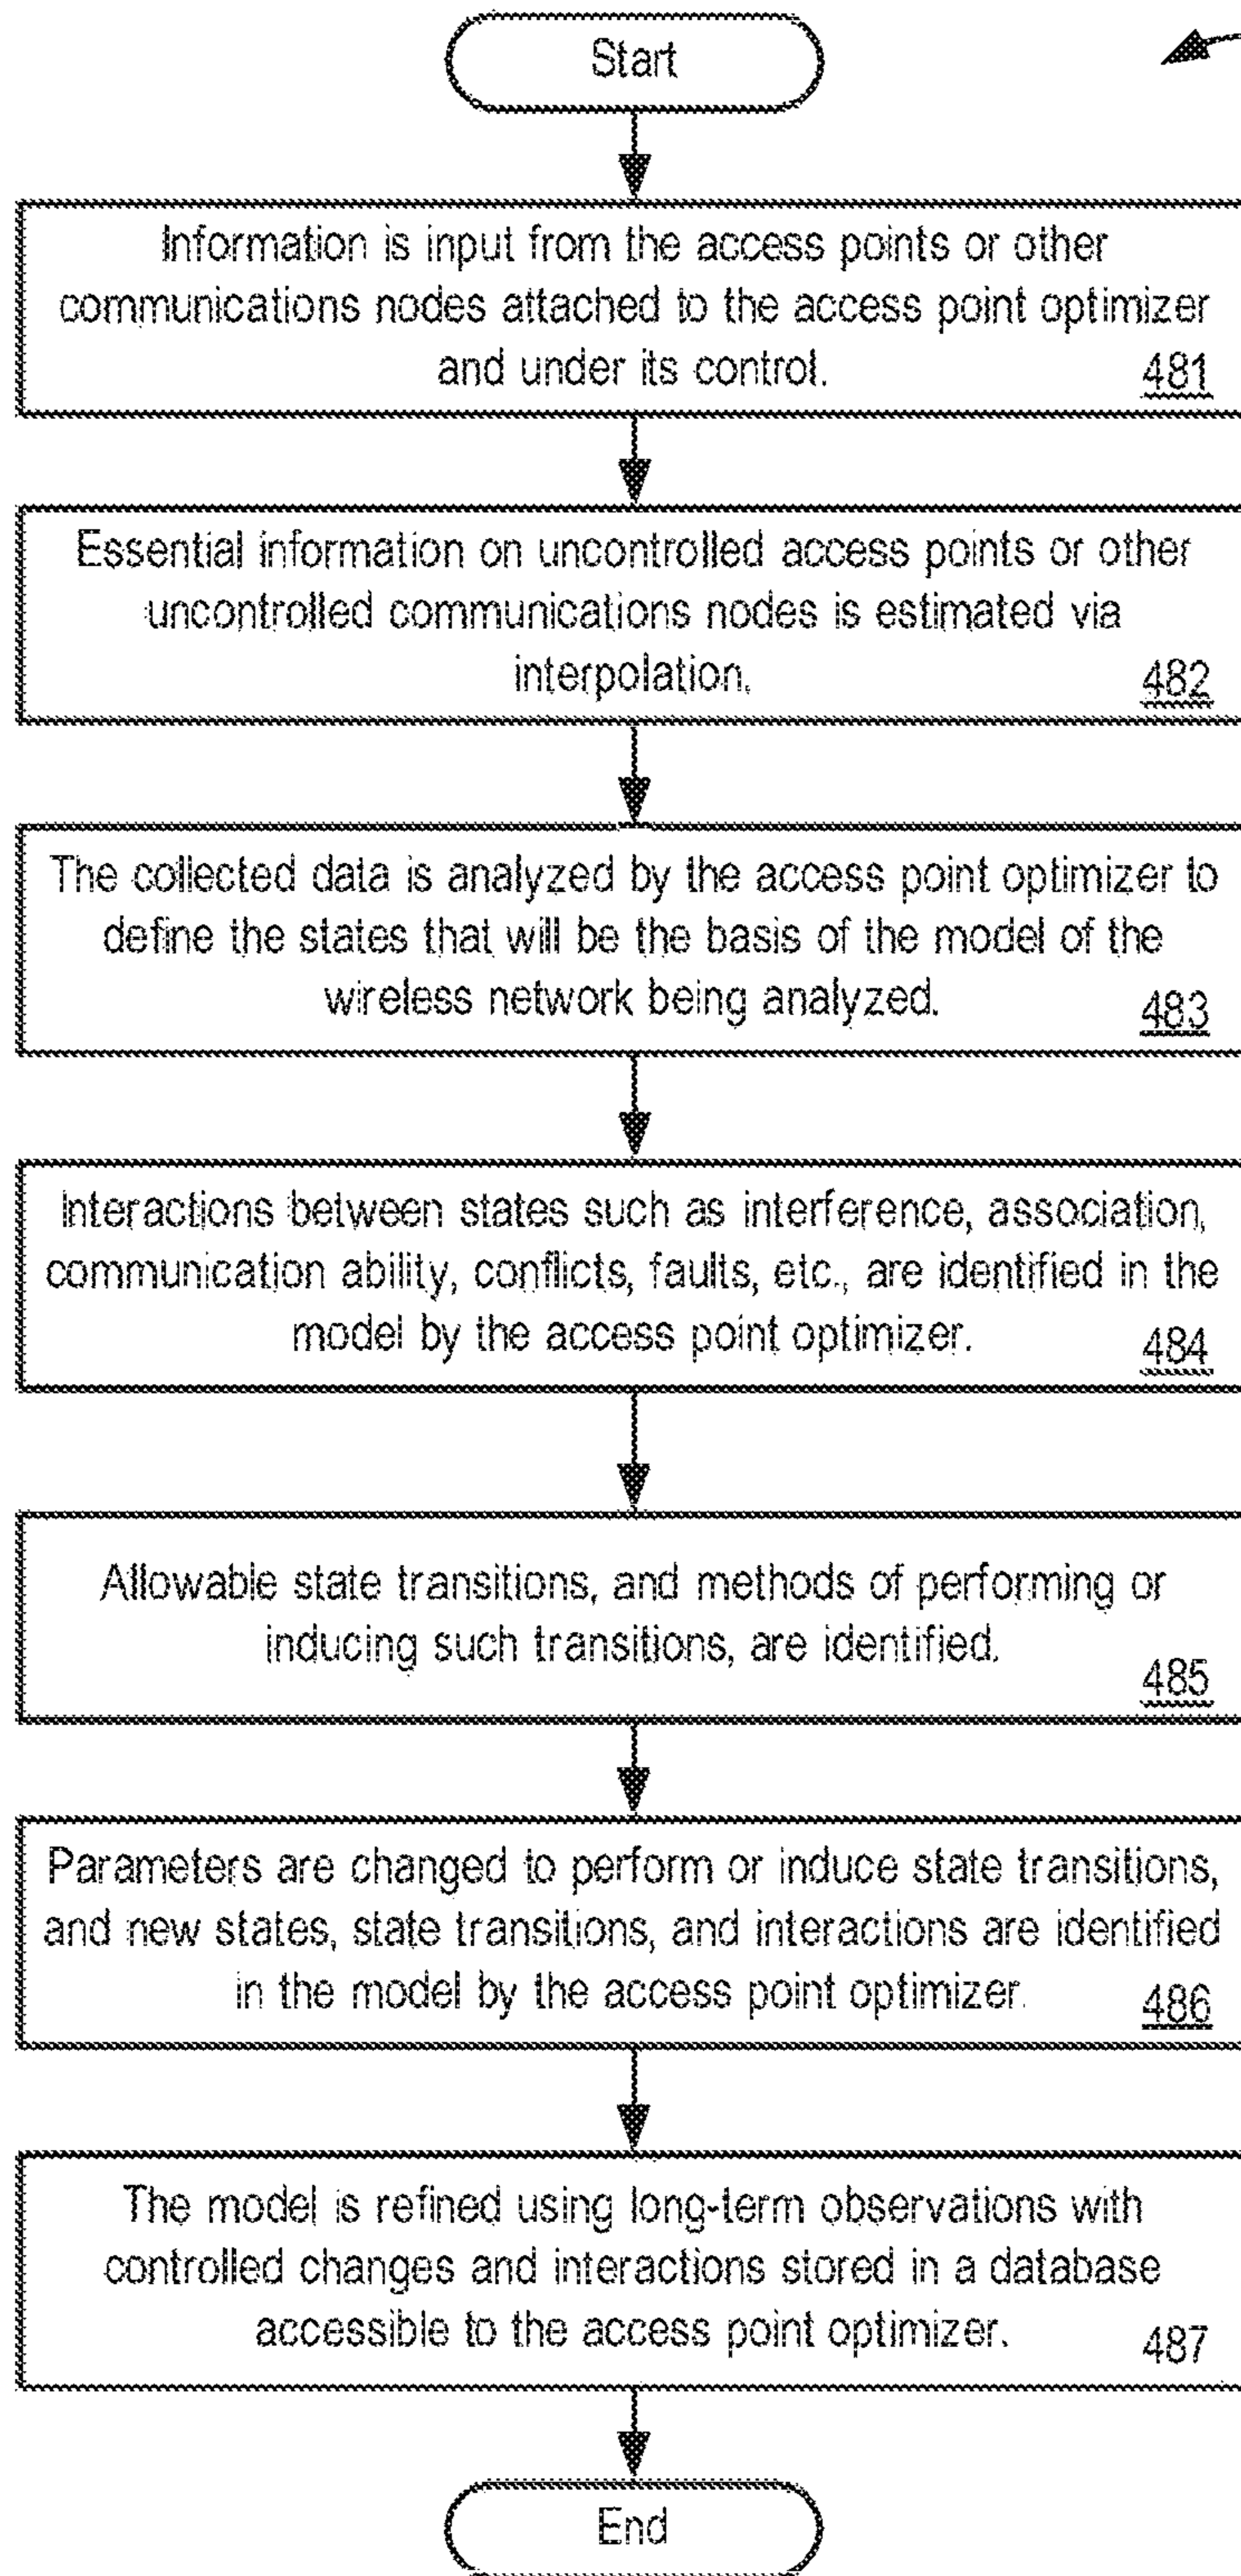 Start
Information is input from the access points or other
communications nodes attached to the access point optimizer
and under its control.
481
Essential information on uncontrolled access points or other
uncontrolled communications nodes is estimated via
interpolation.
482
The collected data is analyzed by the access point optimizer to
define the states that will be the basis of the model of the
wireless network being analyzed.
483
Interactions between states such as interference, association,
communication ability, conflicts, faults, etc., are identified in the
model by the access point optimizer.
484
Allowable state transitions, and methods of performing or
inducing such transitions, are identified.
485
Parameters are changed to perform or induce state transitions,
and new states, state transitions, and interactions are identified
in the model by the access point optimizer.
486
The model is refined using long-term observations with
controlled changes and interactions stored in a database
accessible to the access point optimizer.
487
End